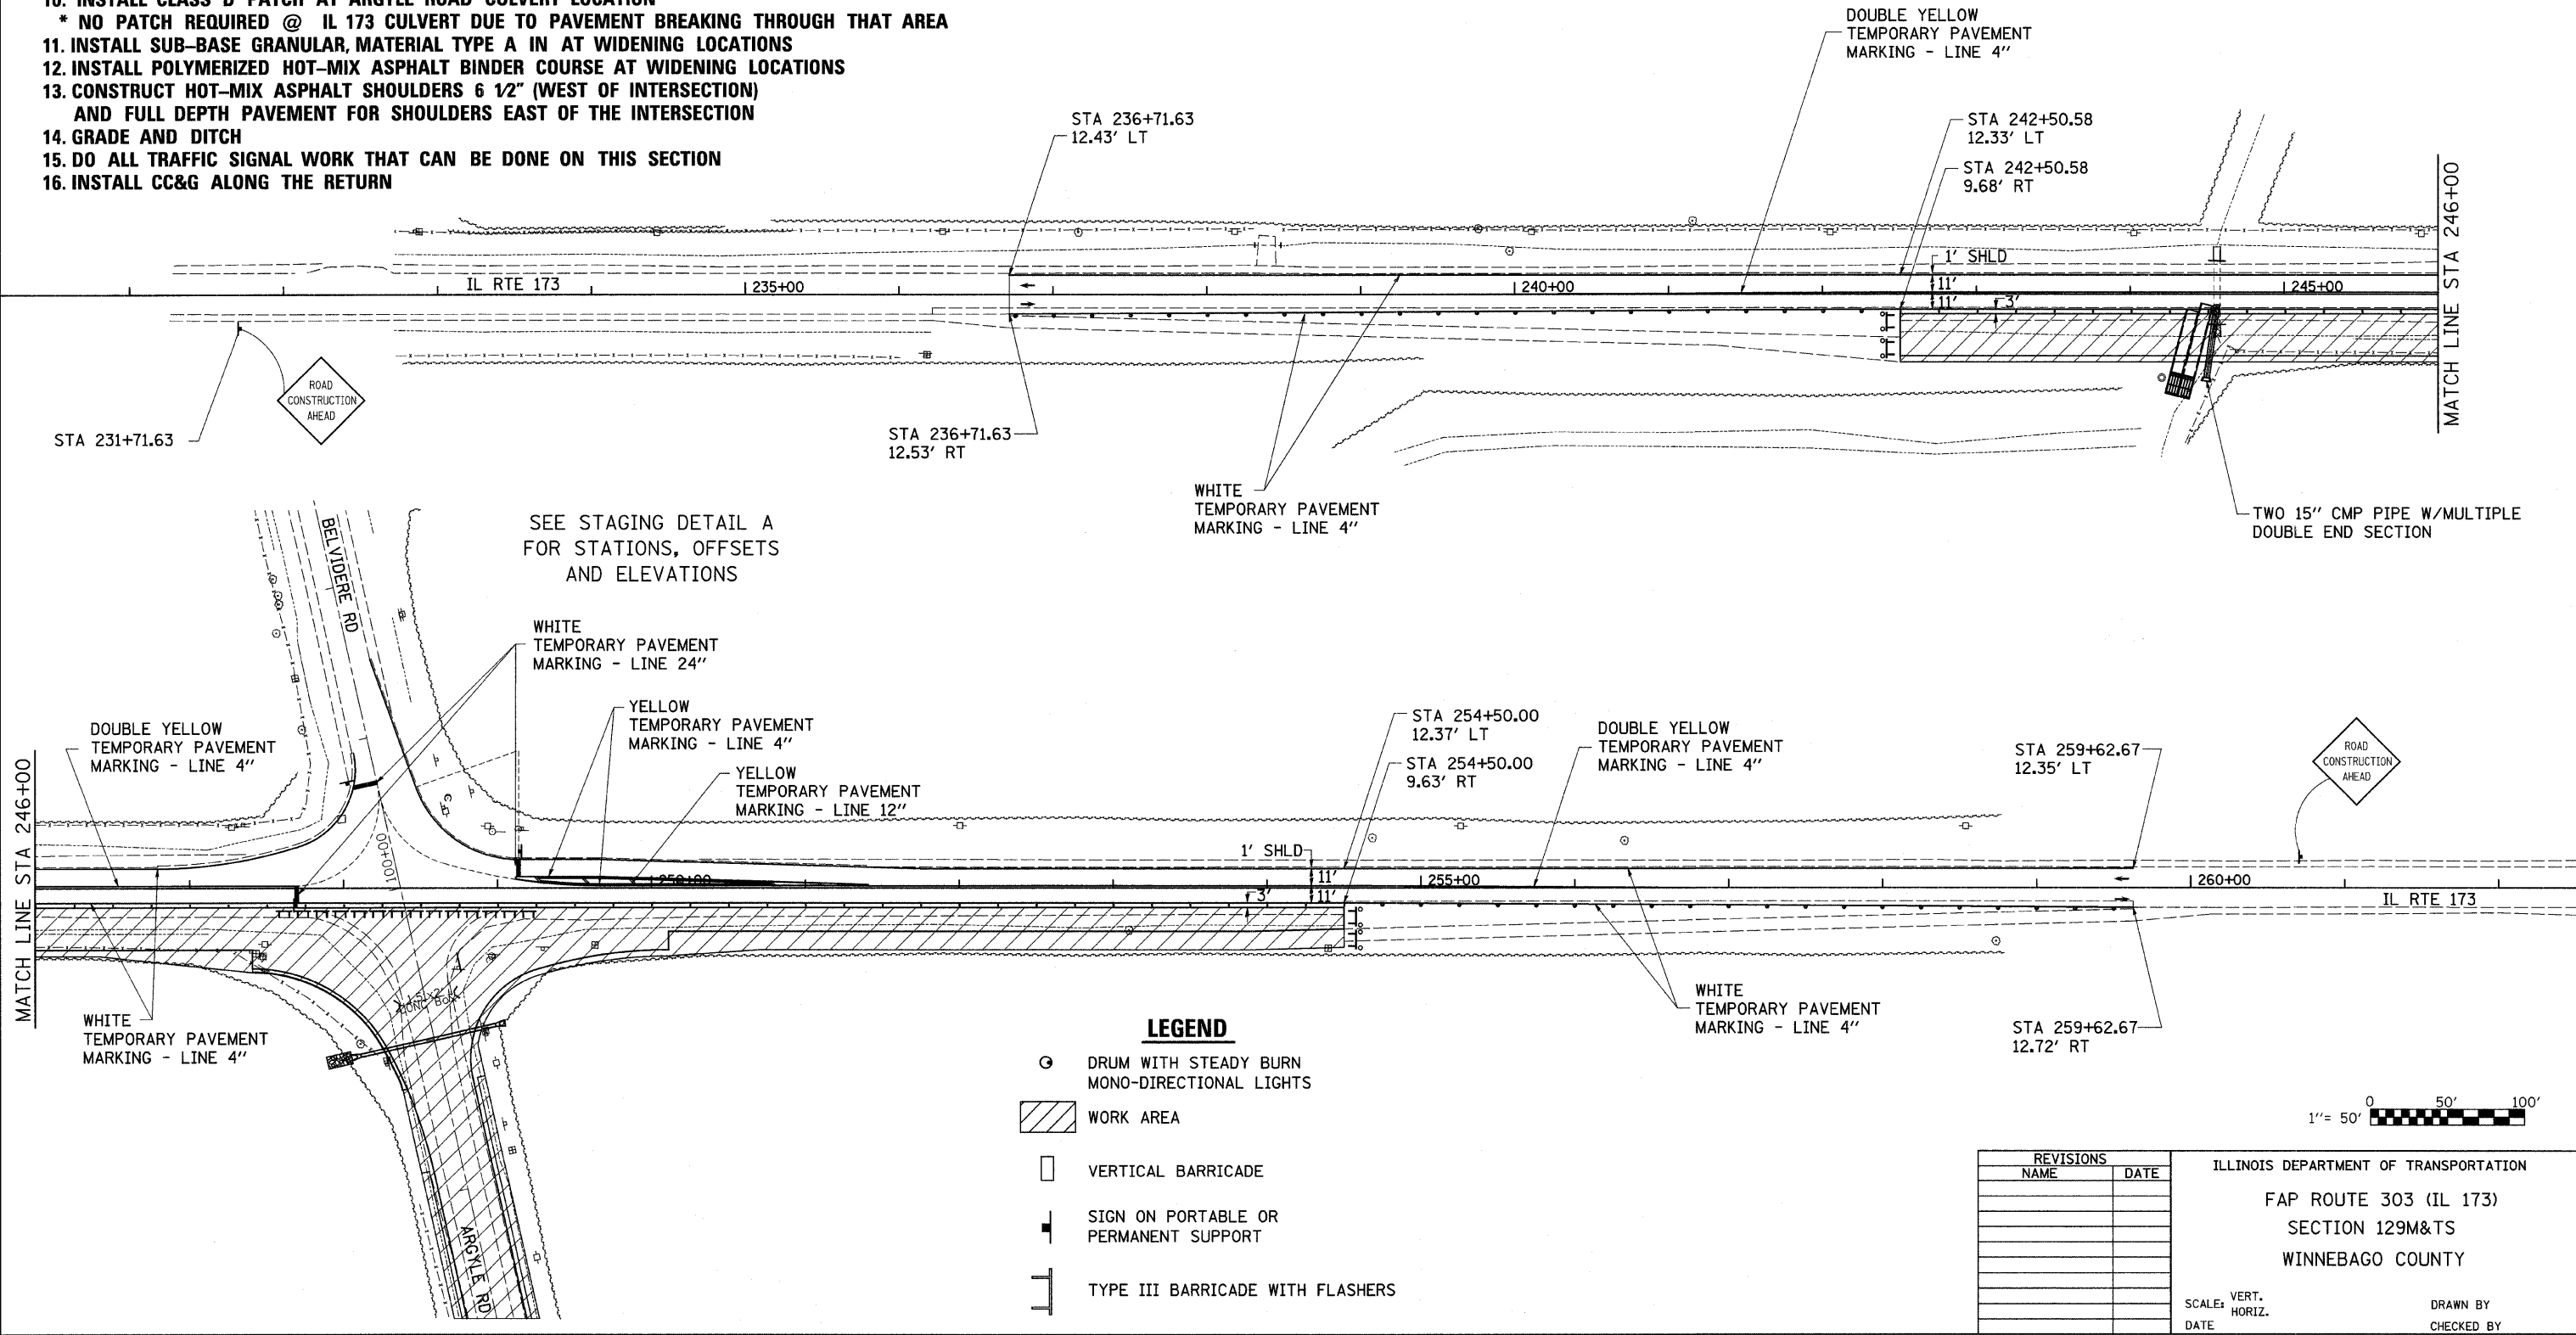 10. INSTALL CLASS D PATCH AT ARGYLE ROAD CULVERT LOCATION
* NO PATCH REQUIRED @ IL 173 CULVERT DUE TO PAVEMENT BREAKING THROUGH THAT AREA
11. INSTALL SUB-BASE GRANULAR, MATERIAL TYPE A IN AT WIDENING LOCATIONS
12. INSTALL POLYMERIZED HOT-MIX ASPHALT BINDER COURSE AT WIDENING LOCATIONS
13. CONSTRUCT HOT-MIX ASPHALT SHOULDERS 6 1/2" (WEST OF INTERSECTION)
AND FULL DEPTH PAVEMENT FOR SHOULDERS EAST OF THE INTERSECTION
14. GRADE AND DITCH
15. DO ALL TRAFFIC SIGNAL WORK THAT CAN BE DONE ON THIS SECTION
16. INSTALL CC&G ALONG THE RETURN
DOUBLE YELLOW
TEMPORARY PAVEMENT
MARKING - LINE 4"
STA 236+71.63
12.43' LT
STA 242+50.58
12.33' LT
STA 242+50.58
9.68' RT
MATCH LINE STA 246+00
1' SHLD
IL RTE 173
235+00
240+00
11'
245+00
11'
3'
ROAD
CONSTRUCTION
AHEAD
STA 231+71.63
STA 236+71.63
12.53' RT
WHITE
TEMPORARY PAVEMENT
MARKING - LINE 4"
TWO 15" CMP PIPE W/MULTIPLE
DOUBLE END SECTION
SEE STAGING DETAIL A
FOR STATIONS, OFFSETS
AND ELEVATIONS
BELVIDERE RD
WHITE
TEMPORARY PAVEMENT
MARKING - LINE 24"
YELLOW
TEMPORARY PAVEMENT
MARKING - LINE 4"
YELLOW
TEMPORARY PAVEMENT
MARKING - LINE 12"
DOUBLE YELLOW
TEMPORARY PAVEMENT
MARKING - LINE 4"
STA 254+50.00
12.37' LT
STA 254+50.00
9.63' RT
DOUBLE YELLOW
TEMPORARY PAVEMENT
MARKING - LINE 4"
STA 259+62.67
12.35' LT
ROAD
CONSTRUCTION
AHEAD
MATCH LINE STA 246+00
1' SHLD
250+00
11'
255+00
260+00
3'
11'
IL RTE 173
WHITE
TEMPORARY PAVEMENT
MARKING - LINE 4"
WHITE
TEMPORARY PAVEMENT
MARKING - LINE 4"
STA 259+62.67
12.72' RT
ARGYLE RD
LEGEND
DRUM WITH STEADY BURN
MONO-DIRECTIONAL LIGHTS
WORK AREA
VERTICAL BARRICADE
SIGN ON PORTABLE OR
PERMANENT SUPPORT
TYPE III BARRICADE WITH FLASHERS
0 50' 100'
1"= 50'
REVISIONS
NAME DATE
ILLINOIS DEPARTMENT OF TRANSPORTATION
FAP ROUTE 303 (IL 173)
SECTION 129M&TS
WINNEBAGO COUNTY
SCALE: VERT.
HORIZ.
DRAWN BY
DATE
CHECKED BY